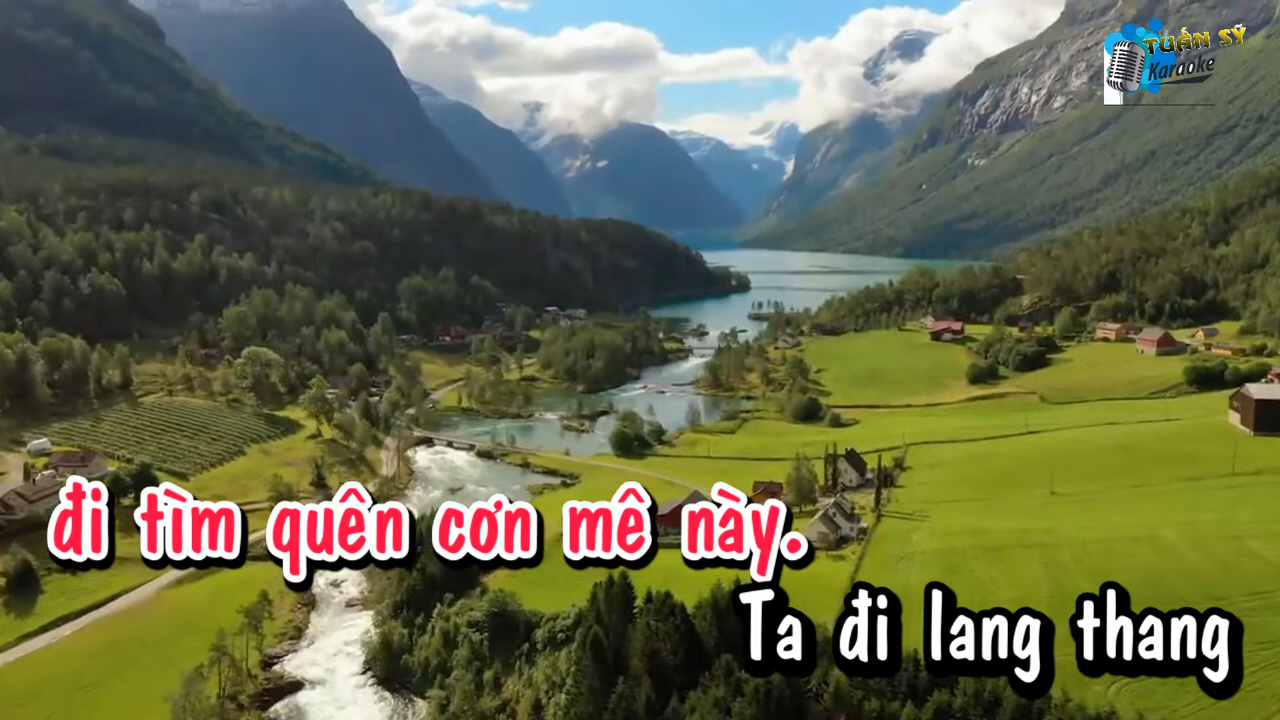 TUẤN SỸ
Karaoke
đi tìm quên cơn mê này.
Ta đi lang thang